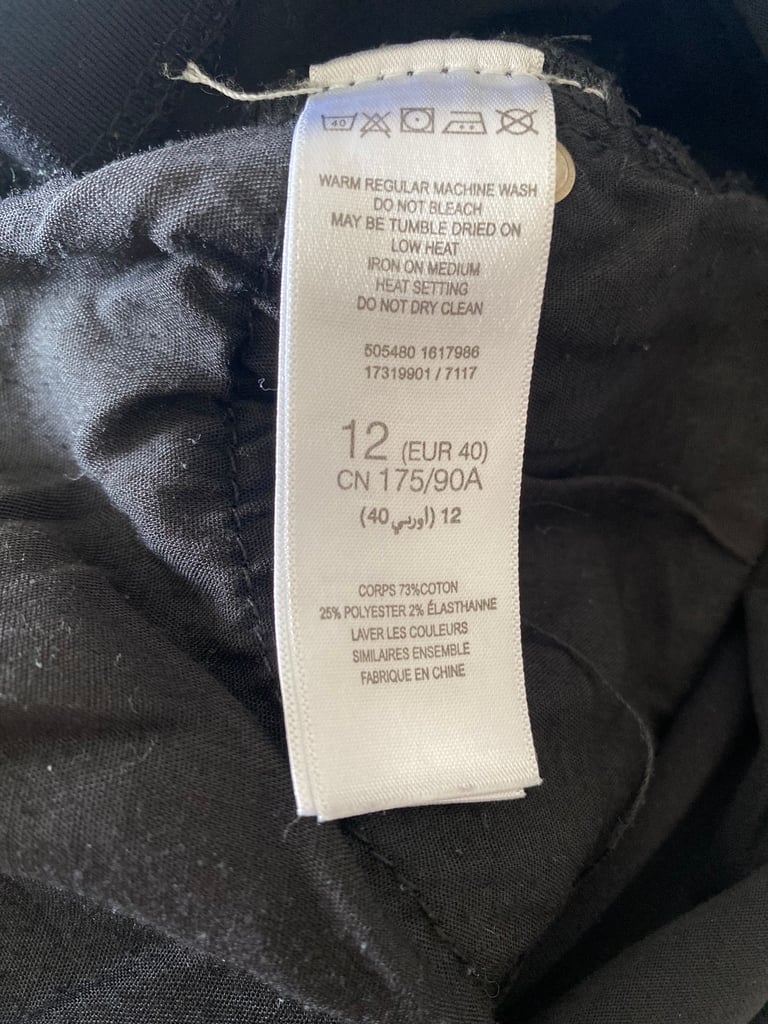 40
WARM REGULAR MACHINE WASH
DO NOT BLEACH
MAY BE TUMBLE DRIED ON
LOW HEAT
IRON ON MEDIUM
HEAT SETTING
DO NOT DRY CLEAN
505480 1617986
17319901 / 7117
12 (EUR 40)
CN 175/90A
12 (أوربي 40)
CORPS 73%COTON
25% POLYESTER 2% ÉLASTHANNE
LAVER LES COULEURS
SIMILAIRES ENSEMBLE
FABRIQUE EN CHINE